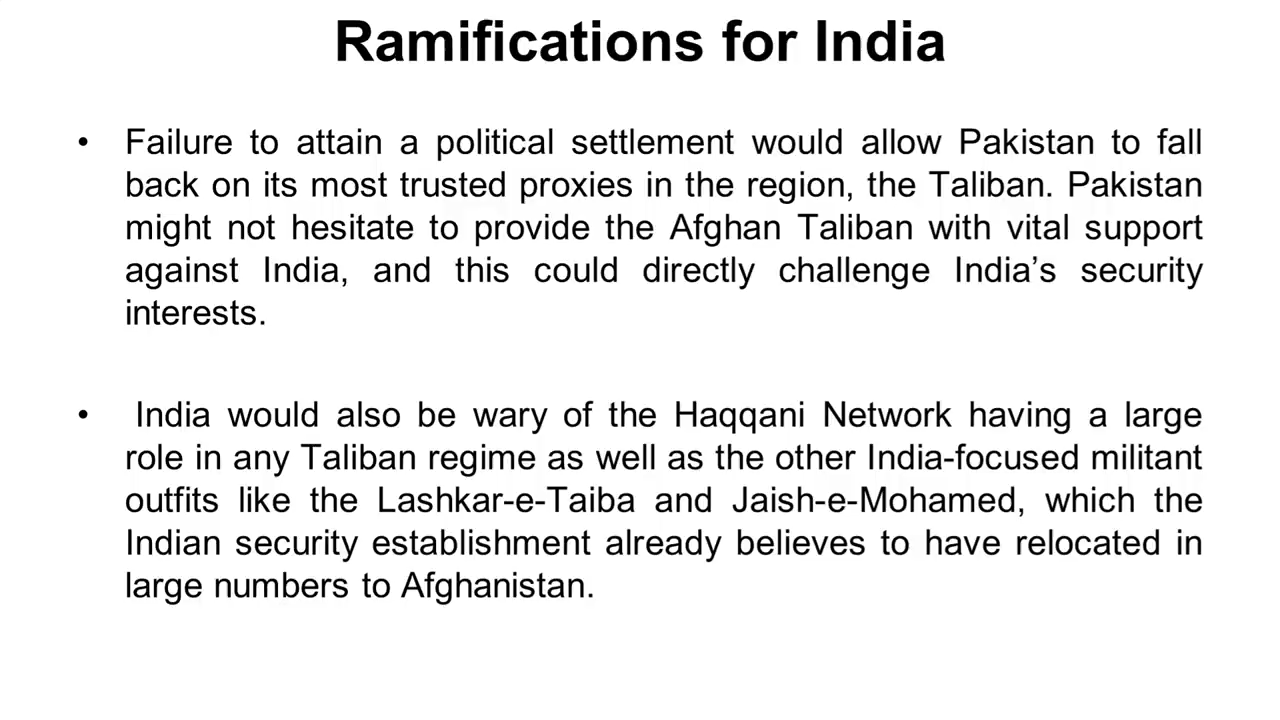 Ramifications for India
• Failure to attain a political settlement would allow Pakistan to fall
back on its most trusted proxies in the region, the Taliban. Pakistan
might not hesitate to provide the Afghan Taliban with vital support
against India, and this could directly challenge India’s security
interests.
• India would also be wary of the Haqqani Network having a large
role in any Taliban regime as well as the other India-focused militant
outfits like the Lashkar-e-Taiba and Jaish-e-Mohamed, which the
Indian security establishment already believes to have relocated in
large numbers to Afghanistan.